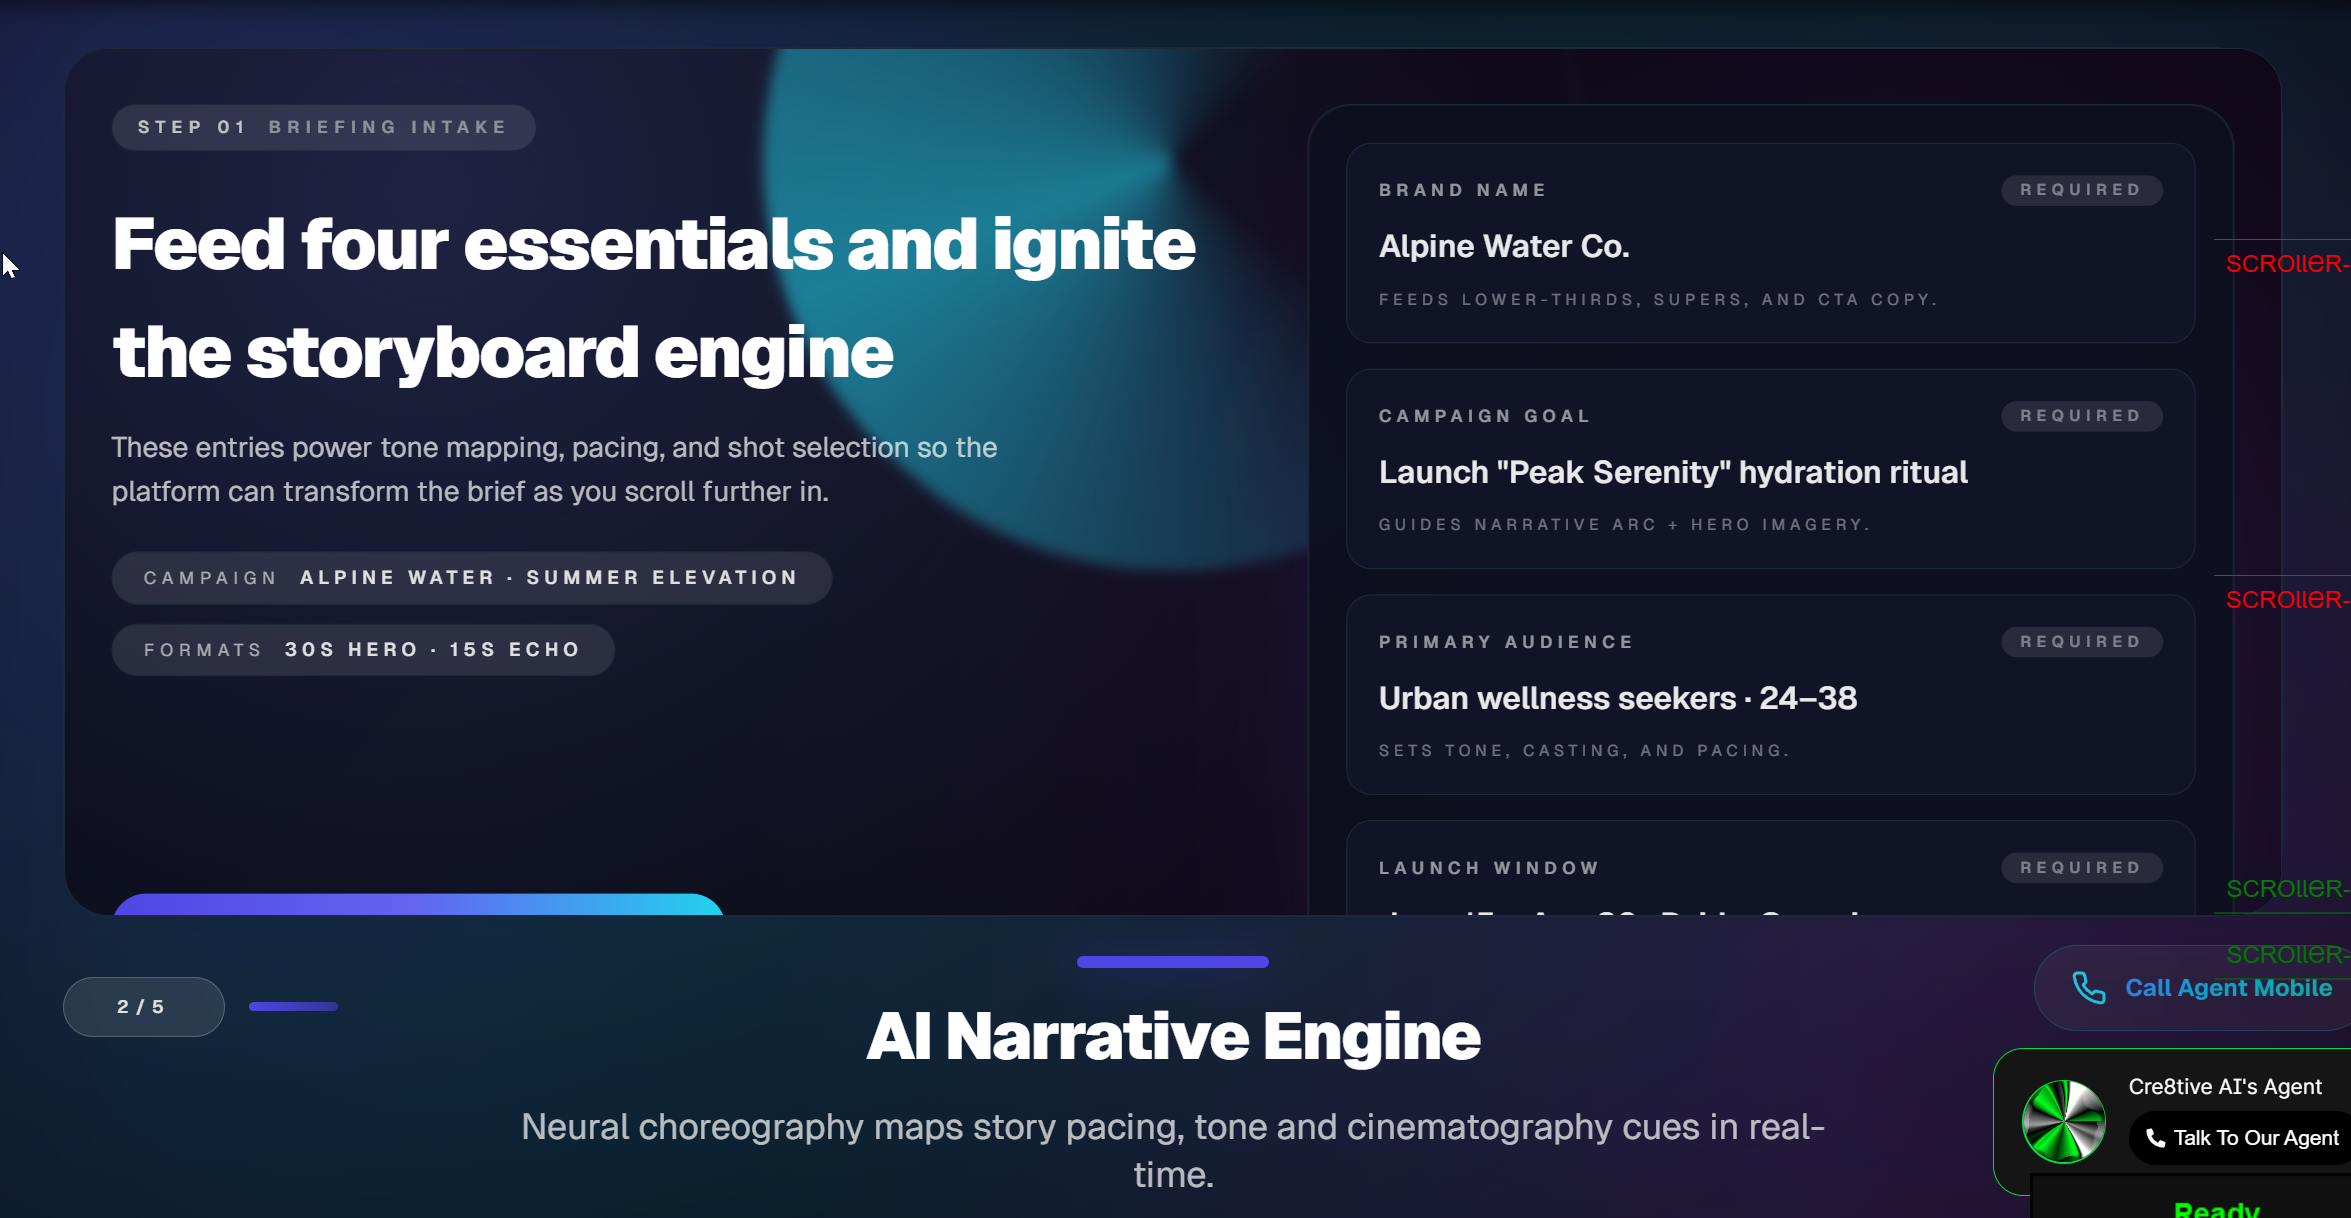 STEP 01 BRIEFING INTAKE
Feed four essentials and ignite
the storyboard engine
These entries power tone mapping, pacing, and shot selection so the
platform can transform the brief as you scroll further in.
CAMPAIGN ALPINE WATER · SUMMER ELEVATION
FORMATS 30S HERO · 15S ECHO
BRAND NAME REQUIRED
Alpine Water Co.
FEEDS LOWER-THIRDS, SUPERS, AND CTA COPY.
CAMPAIGN GOAL REQUIRED
Launch "Peak Serenity" hydration ritual
GUIDES NARRATIVE ARC + HERO IMAGERY.
PRIMARY AUDIENCE REQUIRED
Urban wellness seekers · 24–38
SETS TONE, CASTING, AND PACING.
LAUNCH WINDOW REQUIRED
scroller-
scroller-
scroller-
scroller-
2 / 5
AI Narrative Engine
Neural choreography maps story pacing, tone and cinematography cues in real-
time.
Call Agent Mobile
Cre8tive AI's Agent
Talk To Our Agent
Ready